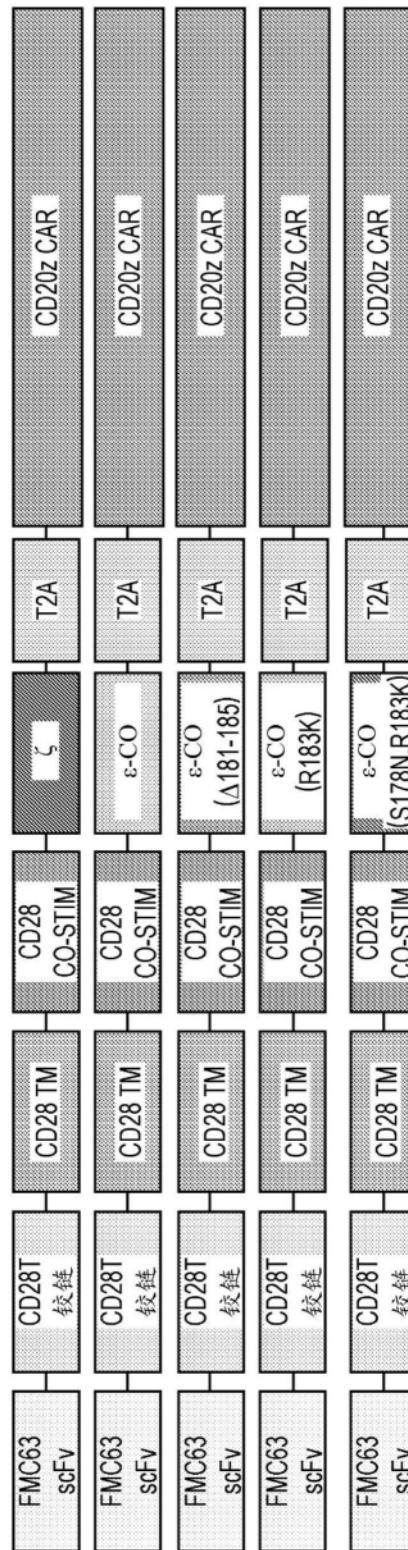 FMC63
scFv
CD28T
铰链
CD28 TM
CD28
CO-STIM
ζ
T2A
CD20z CAR
FMC63
scFv
CD28T
铰链
CD28 TM
CD28
CO-STIM
ε-CO
T2A
CD20z CAR
FMC63
scFv
CD28T
铰链
CD28 TM
CD28
CO-STIM
ε-CO
(Δ181-185)
T2A
CD20z CAR
FMC63
scFv
CD28T
铰链
CD28 TM
CD28
CO-STIM
ε-CO
(R183K)
T2A
CD20z CAR
FMC63
scFv
CD28T
铰链
CD28 TM
CD28
CO-STIM
ε-CO
(S178N R183K)
T2A
CD20z CAR